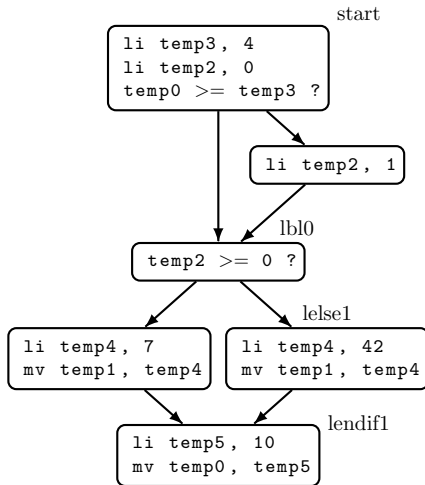 start
li temp3, 4
li temp2, 0
temp0 >= temp3 ?
li temp2, 1
lbl0
temp2 >= 0 ?
lelse1
li temp4, 7
mv temp1, temp4
li temp4, 42
mv temp1, temp4
lendif1
li temp5, 10
mv temp0, temp5